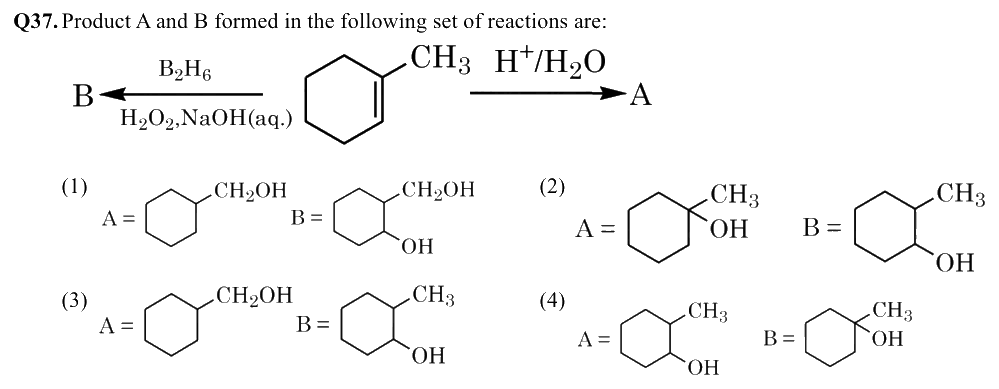 Q37. Product A and B formed in the following set of reactions are:
B B₂H₆ H₂O₂,NaOH(aq.) CH₃ H⁺/H₂O A
(1) A = CH₂OH B = CH₂OH OH
(2) A = CH₃ OH B = CH₃ OH
(3) A = CH₂OH B = CH₃ OH
(4) A = CH₃ OH B = CH₃ OH